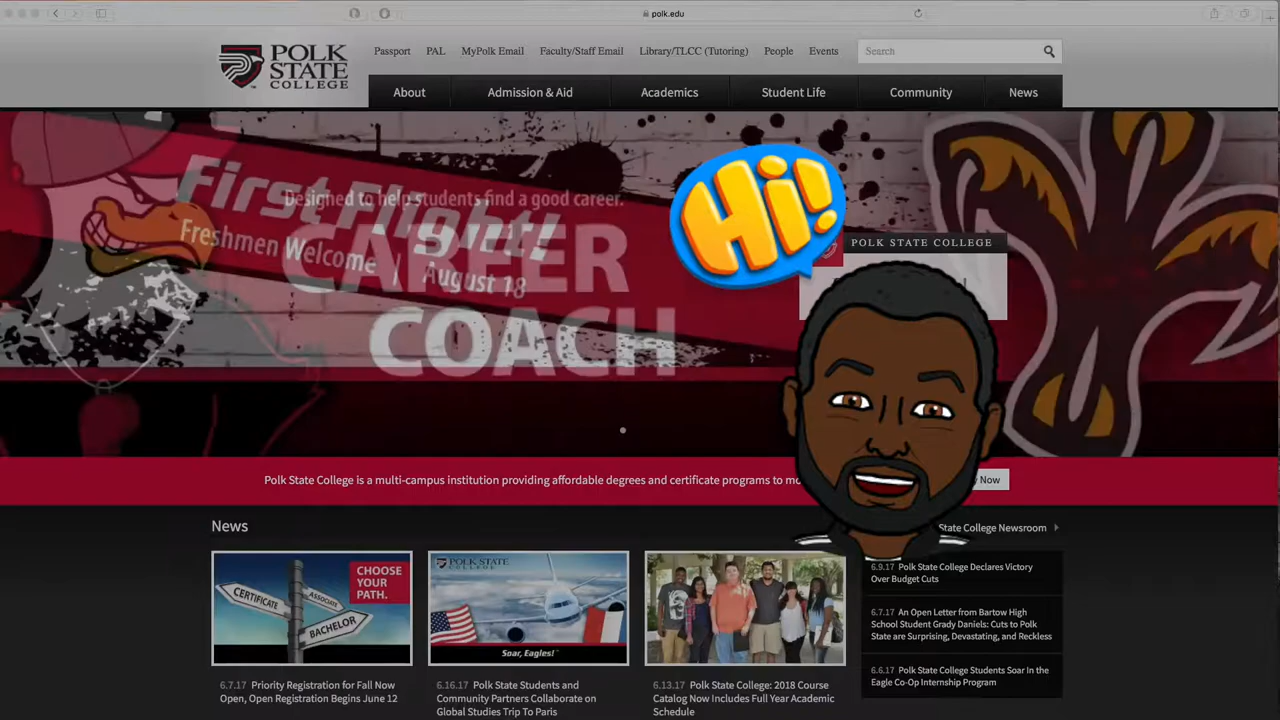 polk.edu
POLK
STATE
COLLEGE
Passport PAL MyPolk Email Faculty/Staff Email Library/TLCC (Tutoring) People Events
Search
About Admission & Aid Academics Student Life Community News
First Flight!
Freshmen Welcome | August 18
Designed to help students find a good career.
CAREER
COACH
Hi!
POLK STATE COLLEGE
Polk State College is a multi-campus institution providing affordable degrees and certificate programs to
Now
News
State College Newsroom
CHOOSE
YOUR
PATH.
CERTIFICATE
ASSOCIATE
BACHELOR
6.7.17 Priority Registration for Fall Now
Open, Open Registration Begins June 12
POLK STATE
COLLEGE
Soar, Eagles!
6.16.17 Polk State Students and
Community Partners Collaborate on
Global Studies Trip To Paris
6.13.17 Polk State College: 2018 Course
Catalog Now Includes Full Year Academic
Schedule
6.9.17 Polk State College Declares Victory
Over Budget Cuts
6.7.17 An Open Letter from Bartow High
School Student Grady Daniels: Cuts to Polk
State are Surprising, Devastating, and Reckless
6.6.17 Polk State College Students Soar In the
Eagle Co-Op Internship Program